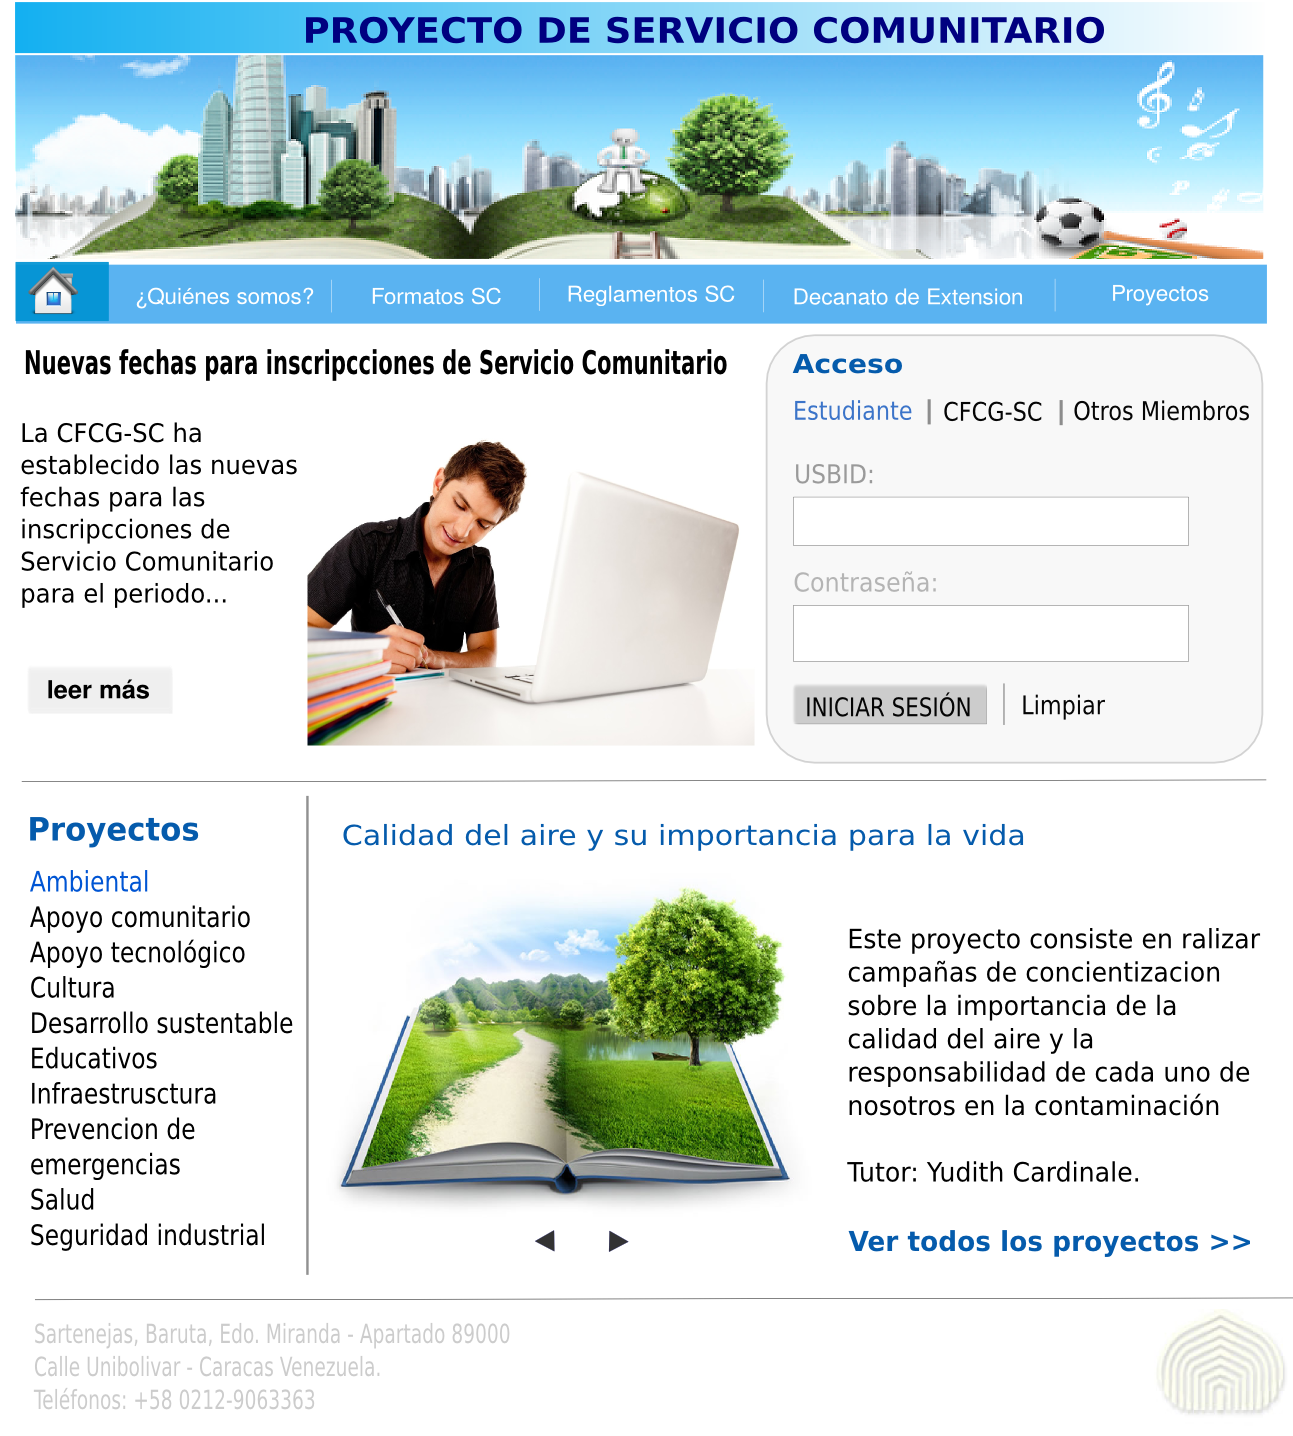 PROYECTO DE SERVICIO COMUNITARIO
¿Quiénes somos?
Formatos SC
Reglamentos SC
Decanato de Extension
Proyectos
Nuevas fechas para inscripcciones de Servicio Comunitario
La CFCG-SC ha
establecido las nuevas
fechas para las
inscripcciones de
Servicio Comunitario
para el periodo...
leer más
Acceso
Estudiante | CFCG-SC | Otros Miembros
USBID:
Contraseña:
INICIAR SESIÓN
Limpiar
Proyectos
Ambiental
Apoyo comunitario
Apoyo tecnológico
Cultura
Desarrollo sustentable
Educativos
Infraestrusctura
Prevencion de
emergencias
Salud
Seguridad industrial
Calidad del aire y su importancia para la vida
Este proyecto consiste en ralizar
campañas de concientizacion
sobre la importancia de la
calidad del aire y la
responsabilidad de cada uno de
nosotros en la contaminación
Tutor: Yudith Cardinale.
Ver todos los proyectos >>
Sartenejas, Baruta, Edo. Miranda - Apartado 89000
Calle Unibolivar - Caracas Venezuela.
Teléfonos: +58 0212-9063363